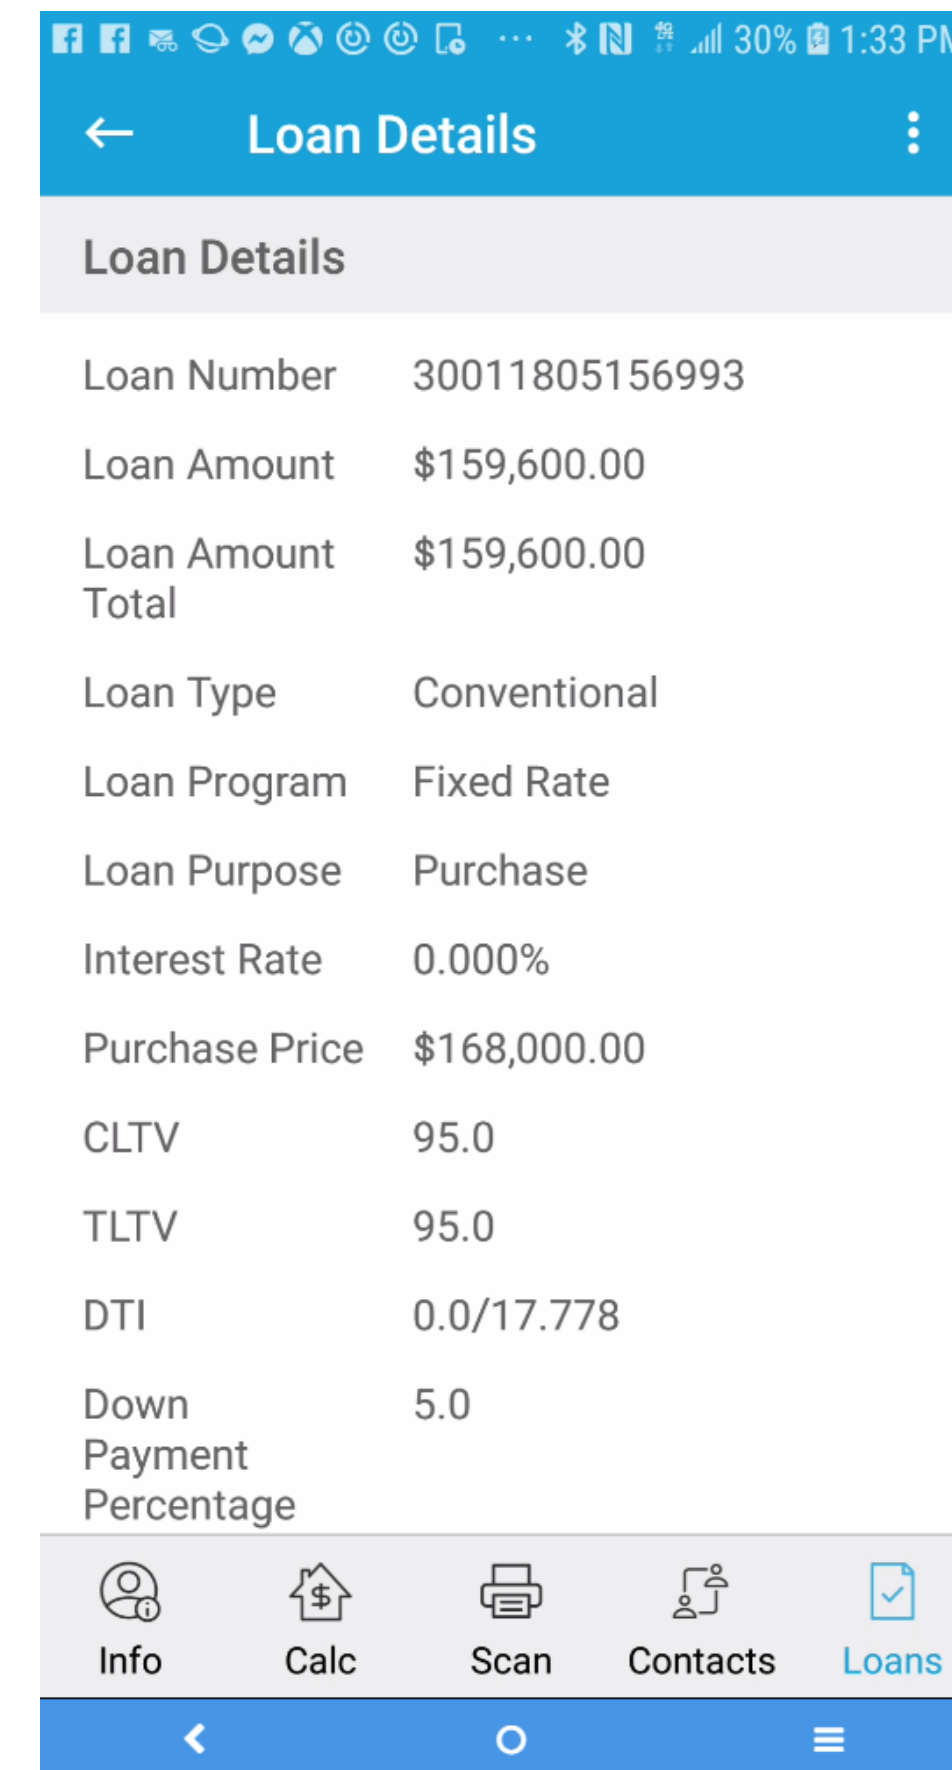 30% 1:33 PM
Loan Details
Loan Details
Loan Number 30011805156993
Loan Amount $159,600.00
Loan Amount $159,600.00
Total
Loan Type Conventional
Loan Program Fixed Rate
Loan Purpose Purchase
Interest Rate 0.000%
Purchase Price $168,000.00
CLTV 95.0
TLTV 95.0
DTI 0.0/17.778
Down 5.0
Payment
Percentage
Info Calc Scan Contacts Loans